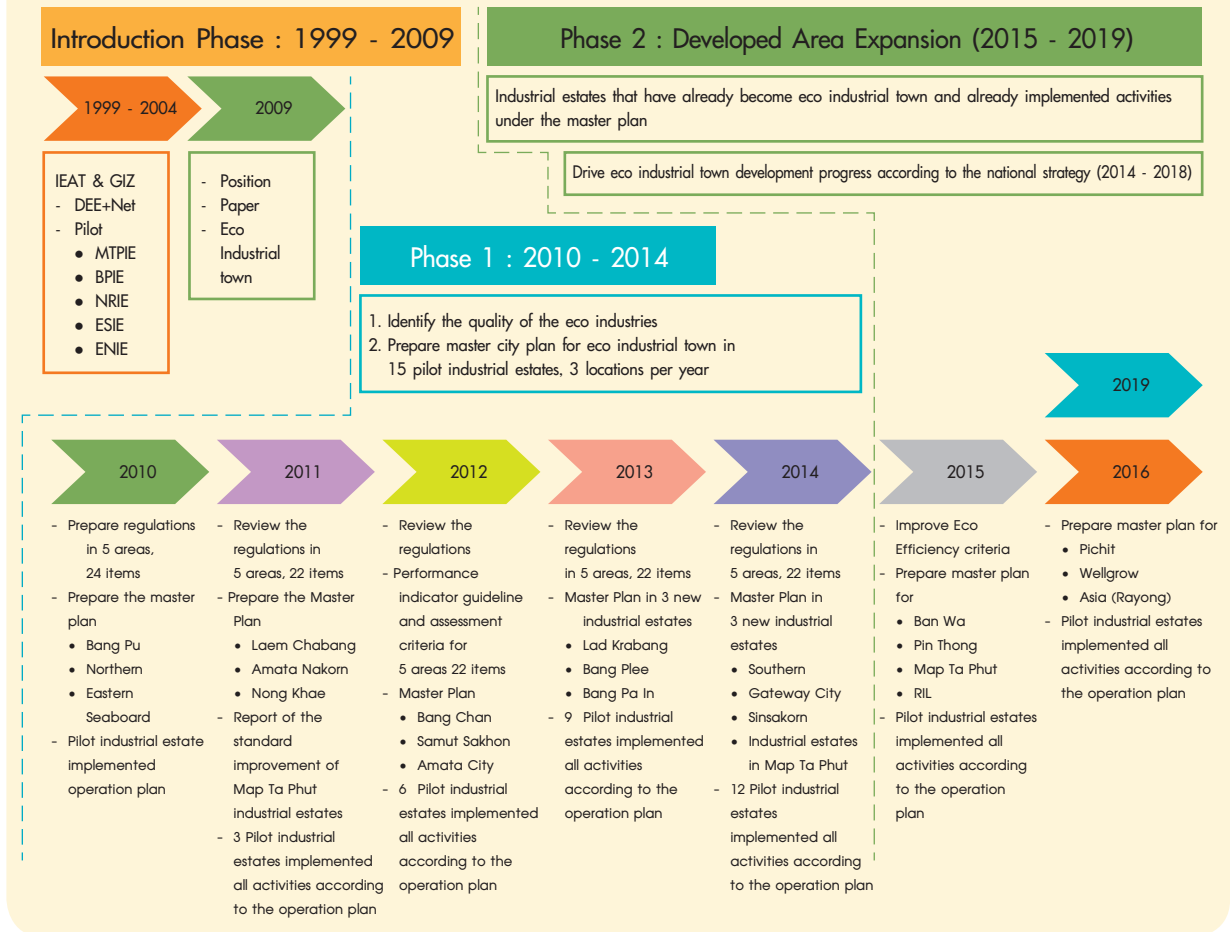 Introduction Phase : 1999 - 2009
1999 - 2004
2009
IEAT & GIZ
- DEE+Net
- Pilot
• MTPIE
• BPIE
• NRIE
• ESIE
• ENIE
- Position
- Paper
- Eco
Industrial
town
Phase 2 : Developed Area Expansion (2015 - 2019)
Industrial estates that have already become eco industrial town and already implemented activities
under the master plan
Drive eco industrial town development progress according to the national strategy (2014 - 2018)
Phase 1 : 2010 - 2014
1. Identify the quality of the eco industries
2. Prepare master city plan for eco industrial town in
15 pilot industrial estates, 3 locations per year
2019
2010
- Prepare regulations
in 5 areas,
24 items
- Prepare the master
plan
• Bang Pu
• Northern
• Eastern
Seaboard
- Pilot industrial estate
implemented
operation plan
2011
- Review the
regulations in
5 areas, 22 items
- Prepare the Master
Plan
• Laem Chabang
• Amata Nakorn
• Nong Khae
- Report of the
standard
improvement of
Map Ta Phut
industrial estates
- 3 Pilot industrial
estates implemented
all activities according
to the operation plan
2012
- Review the
regulations
- Performance
indicator guideline
and assessment
criteria for
5 areas 22 items
- Master Plan
• Bang Chan
• Samut Sakhon
• Amata City
- 6 Pilot industrial
estates implemented
all activities
according to the
operation plan
2013
- Review the
regulations
in 5 areas, 22 items
- Master Plan in 3 new
industrial estates
• Lad Krabang
• Bang Plee
• Bang Pa In
- 9 Pilot industrial
estates implemented
all activities
according to the
operation plan
2014
- Review the
regulations in
5 areas, 22 items
- Master Plan in
3 new industrial
estates
• Southern
• Gateway City
• Sinsakorn
• Industrial estates
in Map Ta Phut
- 12 Pilot industrial
estates
implemented all
activities according
to the operation plan
2015
- Improve Eco
Efficiency criteria
- Prepare master plan
for
• Ban Wa
• Pin Thong
• Map Ta Phut
• RIL
- Pilot industrial estates
implemented all
activities according
to the operation
plan
2016
- Prepare master plan for
• Pichit
• Wellgrow
• Asia (Rayong)
- Pilot industrial estates
implemented all
activities according to
the operation plan